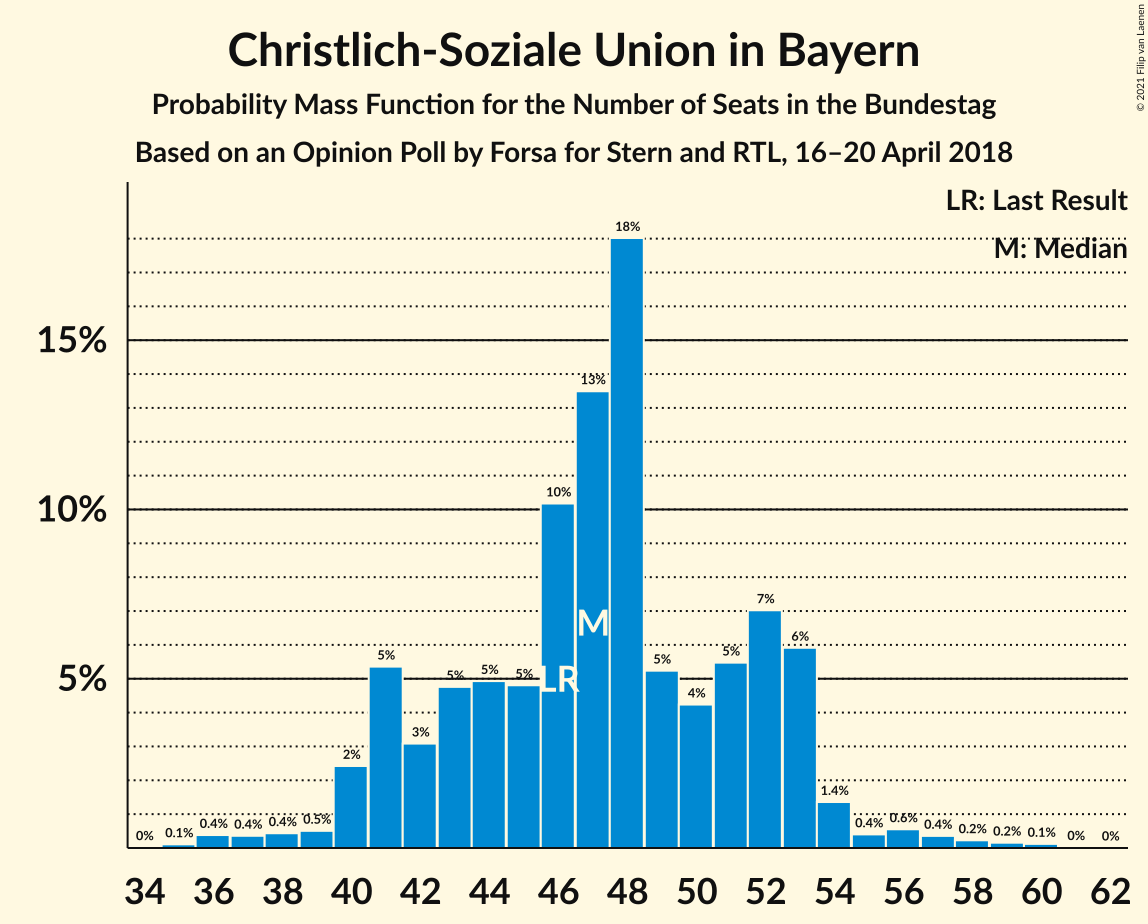 Christlich-Soziale Union in Bayern
Probability Mass Function for the Number of Seats in the Bundestag
Based on an Opinion Poll by Forsa for Stern and RTL, 16–20 April 2018
© 2021 Filip van Laenen
LR: Last Result
M: Median
15%
10%
5%
0% 0.1% 0.4% 0.4% 0.4% 0.5% 2% 5% 3% 5% 5% 5% 10% 13% 18% 5% 4% 5% 7% 6% 1.4% 0.4% 0.6% 0.4% 0.2% 0.2% 0.1% 0% 0%
M
LR
34 36 38 40 42 44 46 48 50 52 54 56 58 60 62